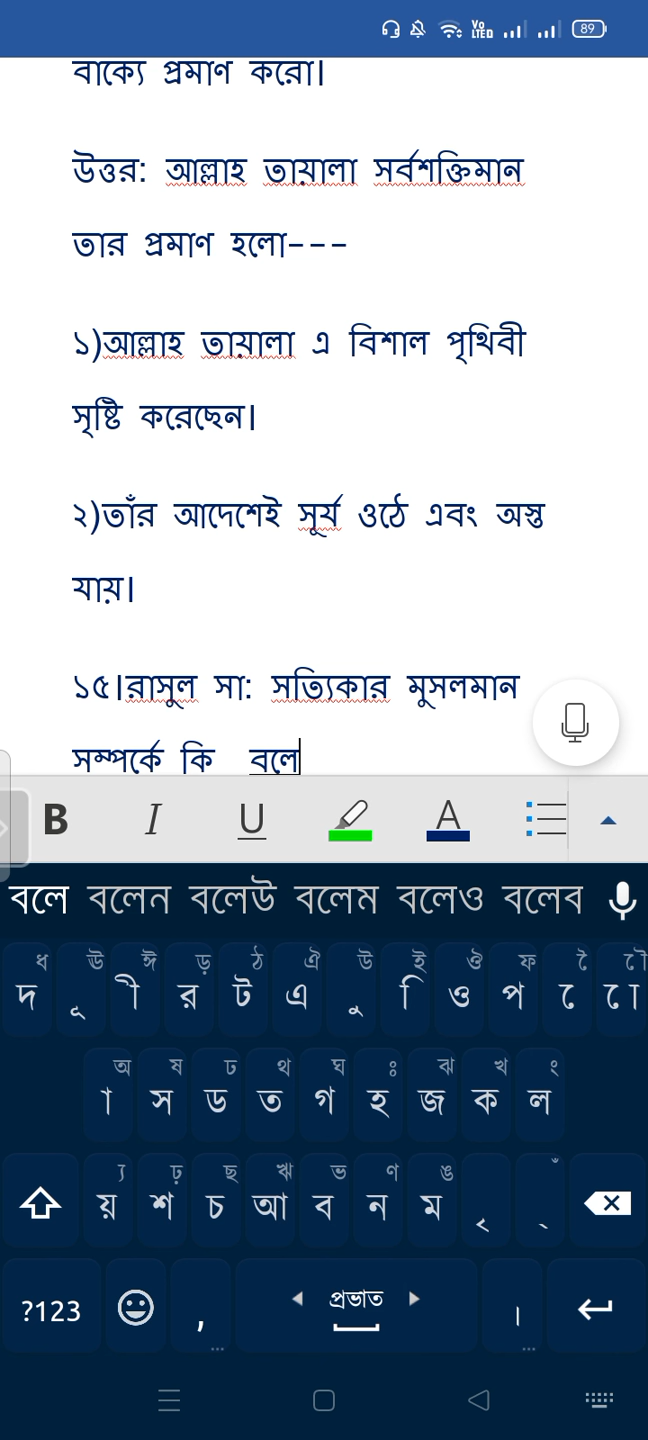 89
বাক্যে প্রমাণ করো।
উত্তর: আল্লাহ তাযালা সর্বশক্তিমান
তার প্রমাণ হলো---
১)আল্লাহ তাযালা এ বিশাল পৃথিবী
সৃষ্টি করেছেন।
২)তাঁর আদেশেই সূর্য ওঠে এবং অস্ত
যায়।
১৫।রাসুল সা: সত্যিকার মুসলমান
সম্পর্কে কি বলে
B I U A
বলে বলেন বলেউ বলেম বলেও বলেব
ধ ঊ ঈ ড় ঠ ঐ উ ই ঔ ফ ৈ ৌ
দ ূ ী র ট এ ু ি ও প ে ো
অ ষ ঢ থ ঘ ঃ ঝ খ ং
া স ড ত গ হ জ ক ল
্য ঢ় ছ ঋ ভ ণ ঙ ঁ
য় শ চ আ ব ন ম ৃ ্
?123 , প্রভাত ।